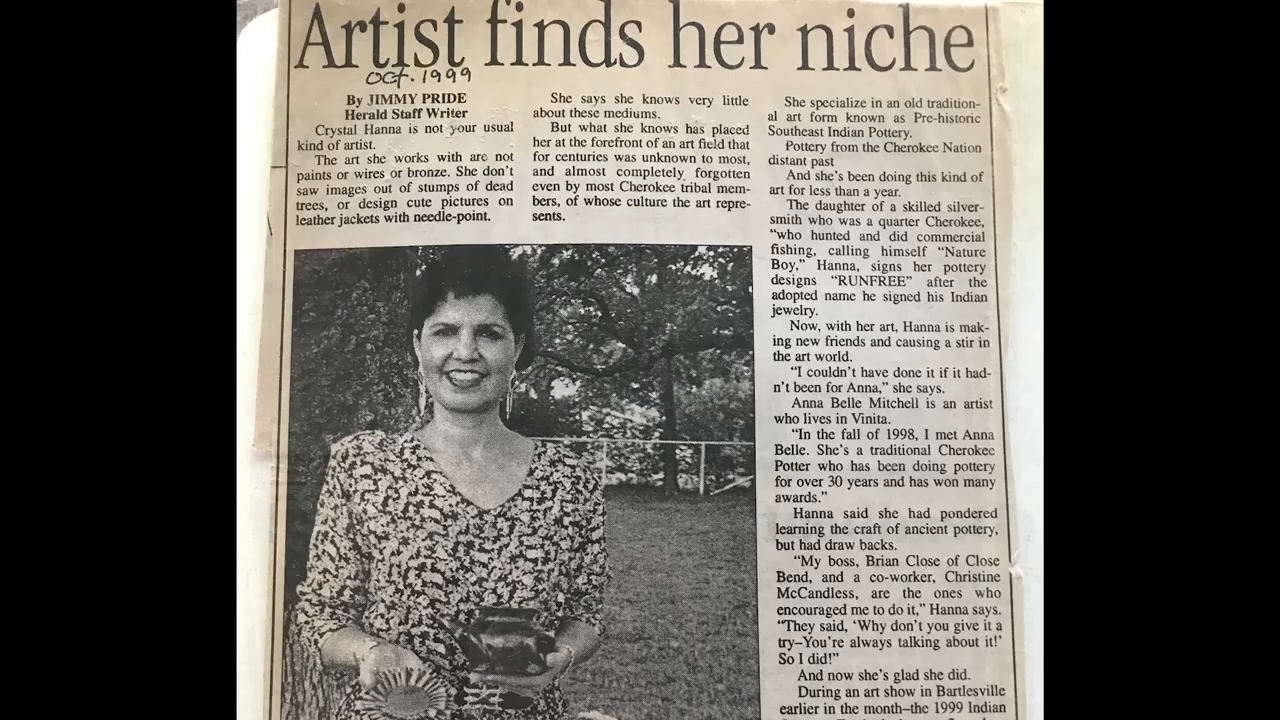 Artist finds her niche
Oct. 1999
By JIMMY PRIDE
Herald Staff Writer
Crystal Hanna is not your usual
kind of artist.
The art she works with are not
paints or wires or bronze. She don't
saw images out of stumps of dead
trees, or design cute pictures on
leather jackets with needle-point.
She says she knows very little
about these mediums.
But what she knows has placed
her at the forefront of an art field that
for centuries was unknown to most,
and almost completely forgotten
even by most Cherokee tribal mem-
bers, of whose culture the art repre-
sents.
She specialize in an old tradition-
al art form known as Pre-historic
Southeast Indian Pottery.
Pottery from the Cherokee Nation
distant past
And she's been doing this kind of
art for less than a year.
The daughter of a skilled silver-
smith who was a quarter Cherokee,
"who hunted and did commercial
fishing, calling himself "Nature
Boy," Hanna, signs her pottery
designs "RUNFREE" after the
adopted name he signed his Indian
jewelry.
Now, with her art, Hanna is mak-
ing new friends and causing a stir in
the art world.
"I couldn't have done it if it had-
n't been for Anna," she says.
Anna Belle Mitchell is an artist
who lives in Vinita.
"In the fall of 1998, I met Anna
Belle. She's a traditional Cherokee
Potter who has been doing pottery
for over 30 years and has won many
awards."
Hanna said she had pondered
learning the craft of ancient pottery,
but had draw backs.
"My boss, Brian Close of Close
Bend, and a co-worker, Christine
McCandless, are the ones who
encouraged me to do it," Hanna says.
"They said, 'Why don't you give it a
try–You're always talking about it!'
So I did!"
And now she's glad she did.
During an art show in Bartlesville
earlier in the month–the 1999 Indian